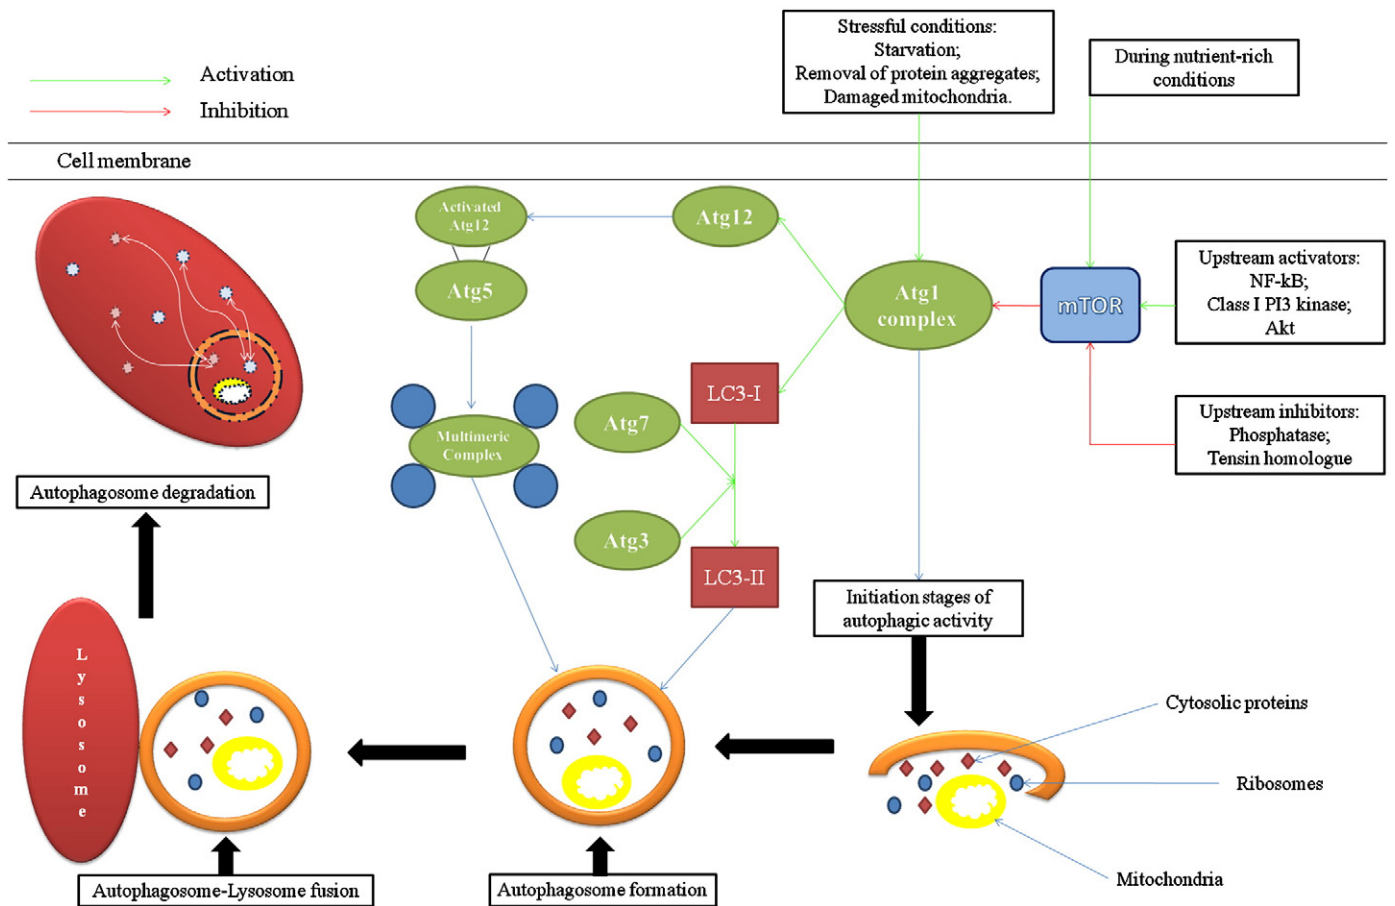 Stressful conditions:
Starvation;
Removal of protein aggregates;
Damaged mitochondria.
During nutrient-rich
conditions
Activation
Inhibition
Cell membrane
Activated
Atg12
Atg12
Atg5
Atg1
complex
mTOR
Upstream activators:
NF-kB;
Class I PI3 kinase;
Akt
LC3-I
Atg7
Multimeric
Complex
Upstream inhibitors:
Phosphatase;
Tensin homologue
Autophagosome degradation
Atg3
LC3-II
Initiation stages of
autophagic activity
Lysosome
Cytosolic proteins
Ribosomes
Mitochondria
Autophagosome-Lysosome fusion
Autophagosome formation